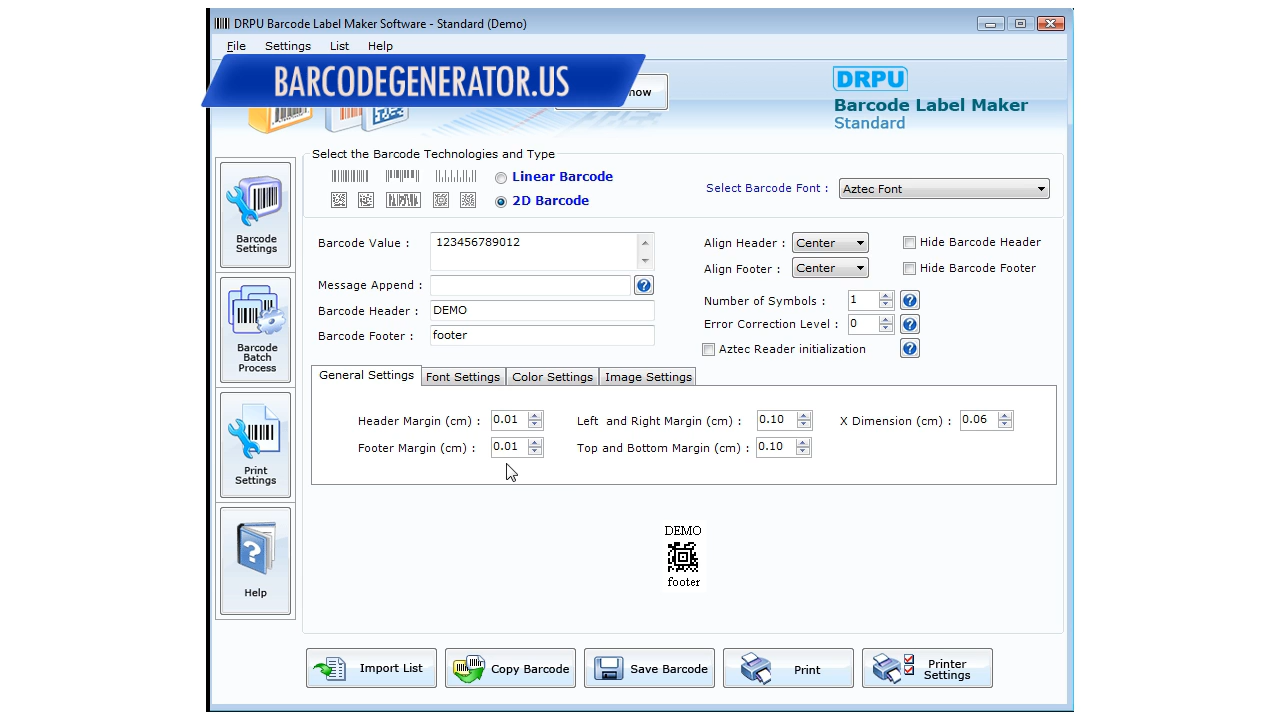 DRPU Barcode Label Maker Software - Standard (Demo)
File Settings List Help
BARCODEGENERATOR.US
now
DRPU
Barcode Label Maker
Standard
Select the Barcode Technologies and Type
Linear Barcode
2D Barcode
Select Barcode Font : Aztec Font
Barcode Settings
Barcode Batch Process
Print Settings
Help
Barcode Value : 123456789012
Message Append :
Barcode Header : DEMO
Barcode Footer : footer
Align Header : Center
Hide Barcode Header
Align Footer : Center
Hide Barcode Footer
Number of Symbols : 1
Error Correction Level : 0
Aztec Reader initialization
General Settings Font Settings Color Settings Image Settings
Header Margin (cm) : 0.01 Left and Right Margin (cm) : 0.10 X Dimension (cm) : 0.06
Footer Margin (cm) : 0.01 Top and Bottom Margin (cm) : 0.10
DEMO
footer
Import List Copy Barcode Save Barcode Print Printer Settings